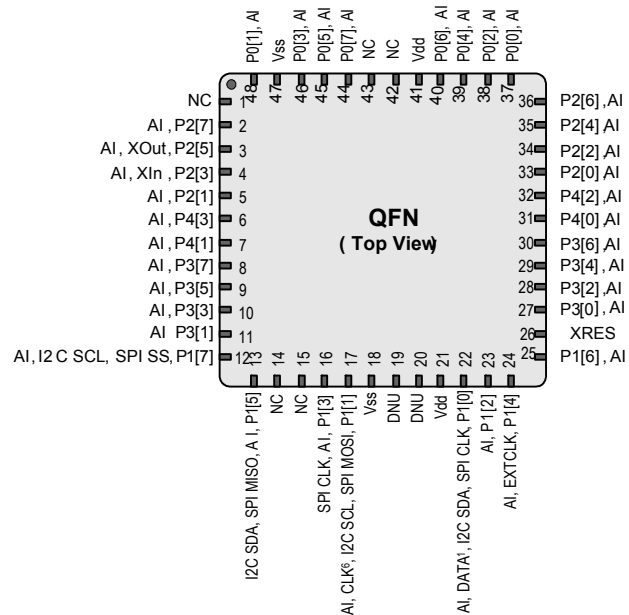 P0[1], AI
Vss
P0[3], AI
P0[5], AI
P0[7], AI
NC
NC
Vdd
P0[6], AI
P0[4], AI
P0[2], AI
P0[0], AI
48
47
46
45
44
43
42
41
40
39
38
37
NC 1
AI , P2[7] 2
AI , XOut, P2[5] 3
AI , XIn , P2[3] 4
AI , P2[1] 5
AI , P4[3] 6
AI , P4[1] 7
AI , P3[7] 8
AI , P3[5] 9
AI , P3[3] 10
AI P3[1] 11
AI , I2 C SCL, SPI SS, P1[7] 12
QFN
( Top View)
36 P2[6] ,AI
35 P2[4] ,AI
34 P2[2] ,AI
33 P2[0] ,AI
32 P4[2] ,AI
31 P4[0] ,AI
30 P3[6] ,AI
29 P3[4] ,AI
28 P3[2] ,AI
27 P3[0] ,AI
26 XRES
25 P1[6] ,AI
13
14
15
16
17
18
19
20
21
22
23
24
I2C SDA, SPI MISO, A I, P1[5]
NC
NC
SPI CLK, AI, P1[3]
AI, CLK⁶, I2C SCL, SPI MOSI, P1[1]
Vss
DNU
DNU
Vdd
AI, DATA¹, I2C SDA, SPI CLK, P1[0]
AI, P1[2]
AI, EXTCLK, P1[4]